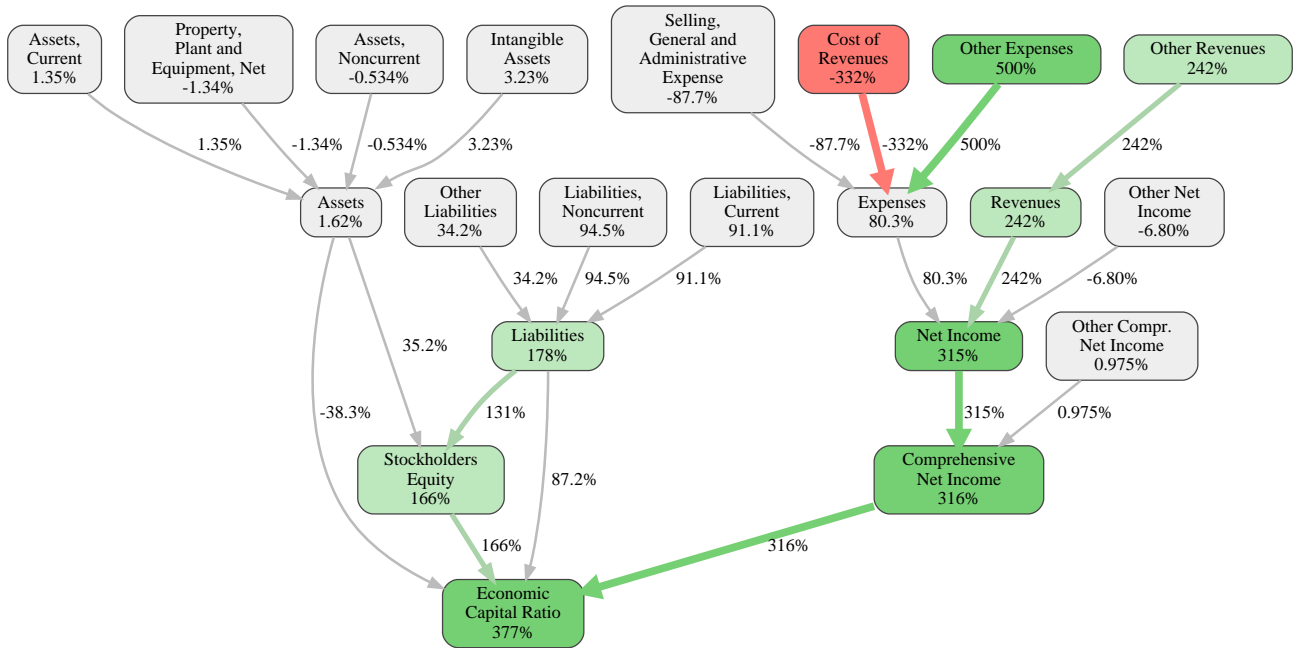 Assets,
Current
1.35%
Property,
Plant and
Equipment, Net
-1.34%
Assets,
Noncurrent
-0.534%
Intangible
Assets
3.23%
Selling,
General and
Administrative
Expense
-87.7%
Cost of
Revenues
-332%
Other Expenses
500%
Other Revenues
242%
1.35%
-1.34%
-0.534%
3.23%
-87.7%
-332%
500%
242%
Assets
1.62%
Other
Liabilities
34.2%
Liabilities,
Noncurrent
94.5%
Liabilities,
Current
91.1%
Expenses
80.3%
Revenues
242%
Other Net
Income
-6.80%
34.2%
94.5%
91.1%
80.3%
242%
-6.80%
Liabilities
178%
Net Income
315%
Other Compr.
Net Income
0.975%
35.2%
-38.3%
131%
315%
0.975%
Stockholders
Equity
166%
87.2%
Comprehensive
Net Income
316%
166%
316%
Economic
Capital Ratio
377%